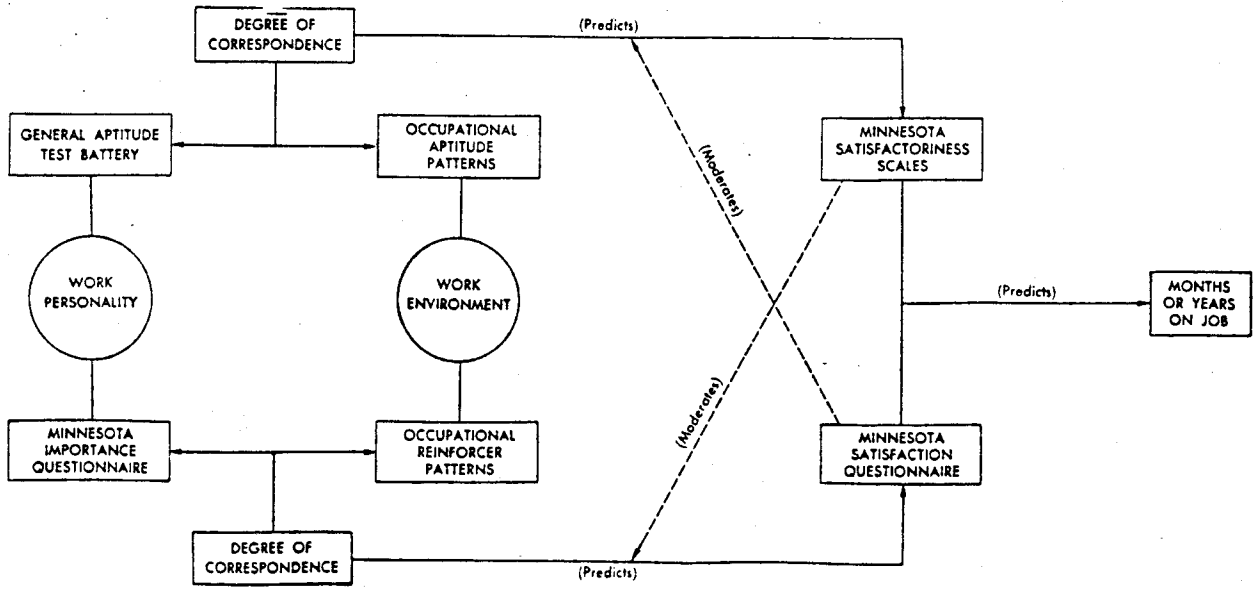 DEGREE OF
CORRESPONDENCE
(Predicts)
GENERAL APTITUDE
TEST BATTERY
OCCUPATIONAL
APTITUDE
PATTERNS
MINNESOTA
SATISFACTORINESS
SCALES
(Moderates)
WORK
PERSONALITY
WORK
ENVIRONMENT
(Predicts)
MONTHS
OR YEARS
ON JOB
(Moderates)
MINNESOTA
IMPORTANCE
QUESTIONNAIRE
OCCUPATIONAL
REINFORCER
PATTERNS
MINNESOTA
SATISFACTION
QUESTIONNAIRE
DEGREE OF
CORRESPONDENCE
(Predicts)